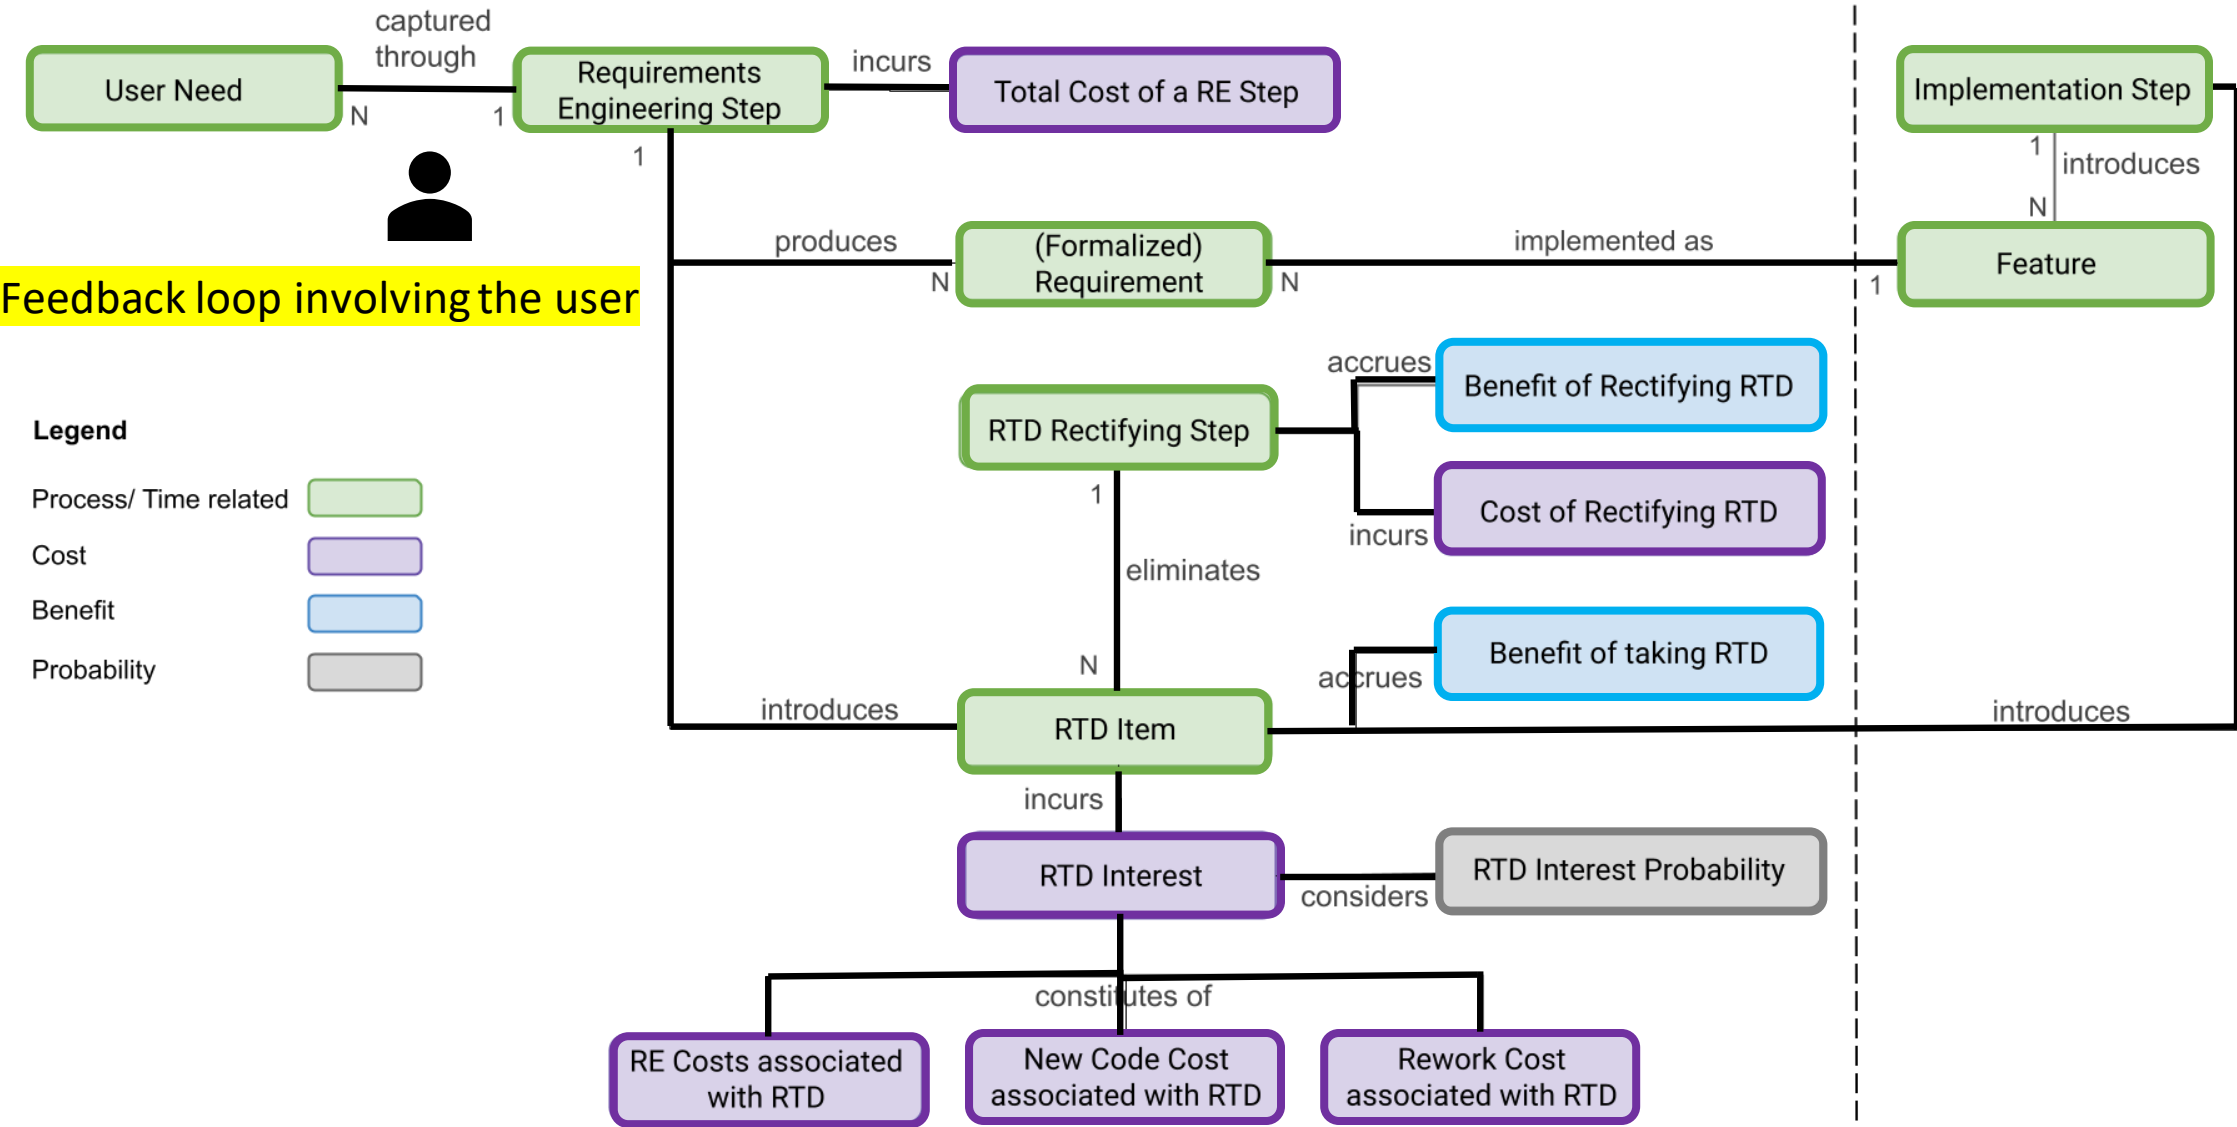 captured
through
User Need
N
1
Requirements
Engineering Step
incurs
Total Cost of a RE Step
Implementation Step
1
introduces
N
1
produces
N
(Formalized)
Requirement
N
implemented as
1
Feature
Feedback loop involving the user
accrues
Benefit of Rectifying RTD
RTD Rectifying Step
Cost of Rectifying RTD
incurs
1
eliminates
N
Legend
Process/ Time related
Cost
Benefit
Probability
Benefit of taking RTD
accrues
introduces
RTD Item
introduces
incurs
RTD Interest
considers
RTD Interest Probability
constitutes of
RE Costs associated
with RTD
New Code Cost
associated with RTD
Rework Cost
associated with RTD